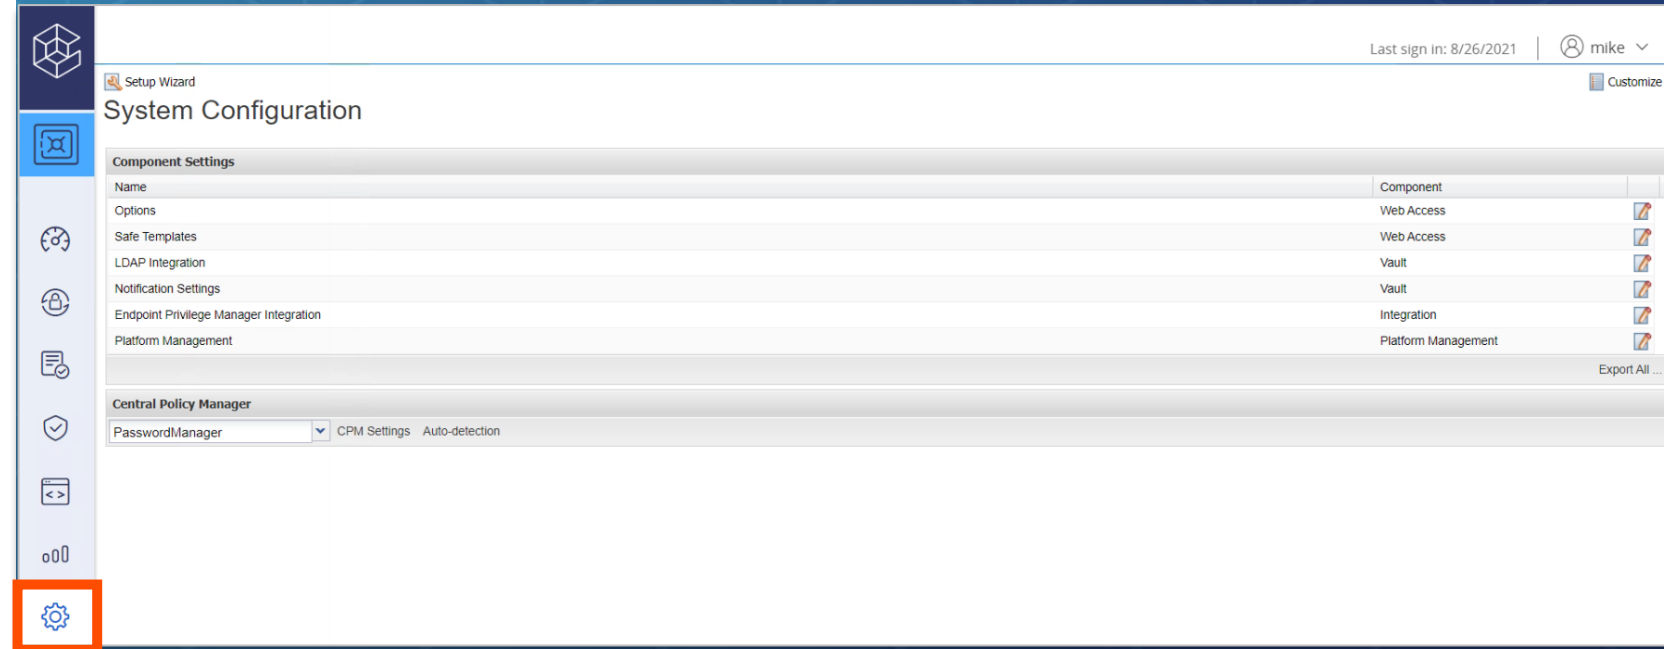 Last sign in: 8/26/2021 mike
Setup Wizard Customize
System Configuration
Component Settings
Name Component
Options Web Access
Safe Templates Web Access
LDAP Integration Vault
Notification Settings Vault
Endpoint Privilege Manager Integration Integration
Platform Management Platform Management
Export All ...
Central Policy Manager
PasswordManager CPM Settings Auto-detection